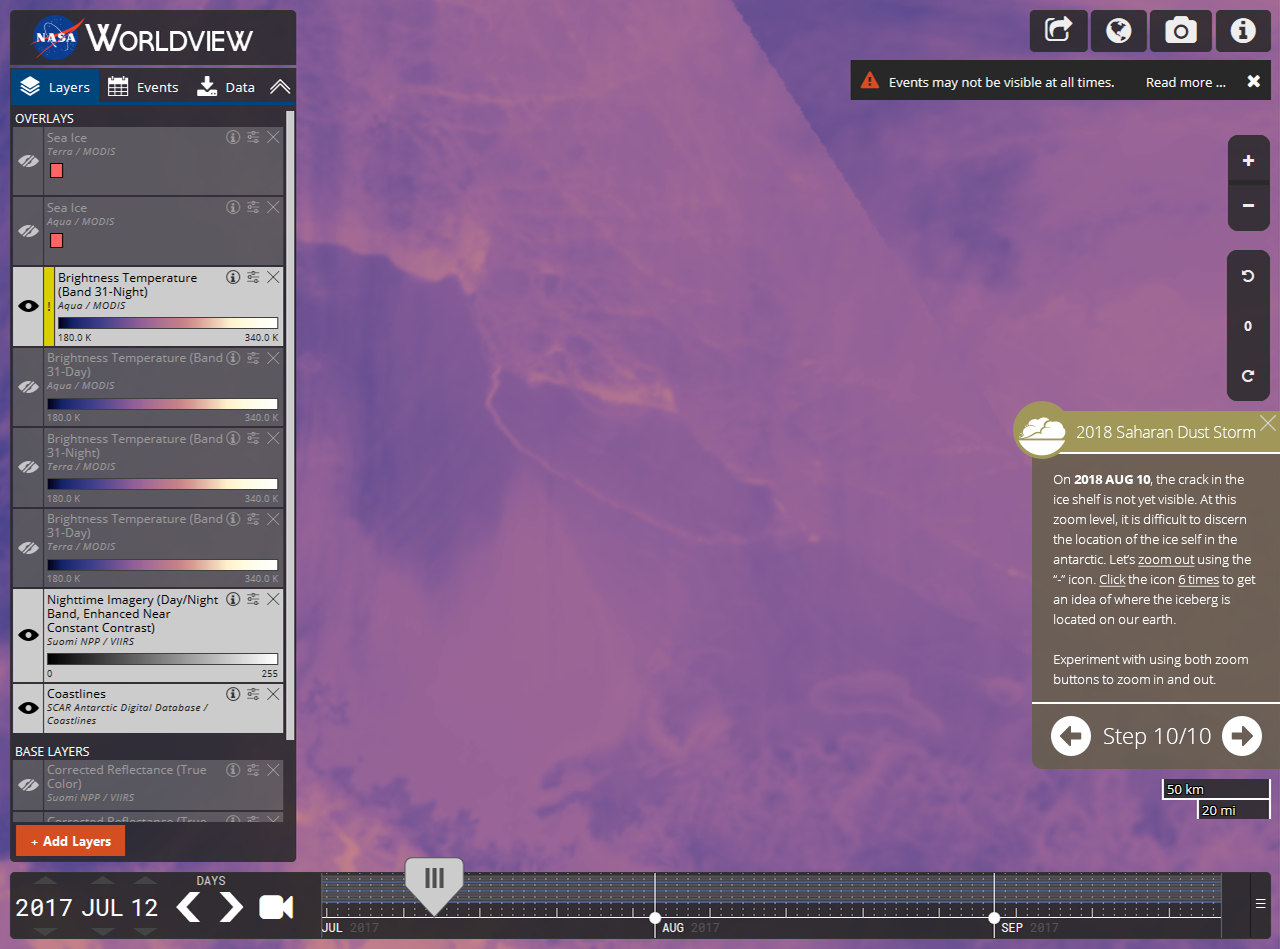 NASA WORLDVIEW
Layers Events Data
OVERLAYS
Sea Ice
Terra / MODIS
Sea Ice
Aqua / MODIS
!
Brightness Temperature
(Band 31-Night)
Aqua / MODIS
180.0 K 340.0 K
Brightness Temperature (Band
31-Day)
Aqua / MODIS
180.0 K 340.0 K
Brightness Temperature (Band
31-Night)
Terra / MODIS
180.0 K 340.0 K
Brightness Temperature (Band
31-Day)
Terra / MODIS
180.0 K 340.0 K
Nighttime Imagery (Day/Night
Band, Enhanced Near
Constant Contrast)
Suomi NPP / VIIRS
0 255
Coastlines
SCAR Antarctic Digital Database /
Coastlines
BASE LAYERS
Corrected Reflectance (True
Color)
Suomi NPP / VIIRS
Corrected Reflectance (True
+ Add Layers
Events may not be visible at all times. Read more ...
+
−
0
2018 Saharan Dust Storm
On 2018 AUG 10, the crack in the
ice shelf is not yet visible. At this
zoom level, it is difficult to discern
the location of the ice self in the
antarctic. Let's zoom out using the
“-” icon. Click the icon 6 times to get
an idea of where the iceberg is
located on our earth.
Experiment with using both zoom
buttons to zoom in and out.
Step 10/10
50 km
20 mi
DAYS
2017 JUL 12
JUL 2017 AUG 2017 SEP 2017